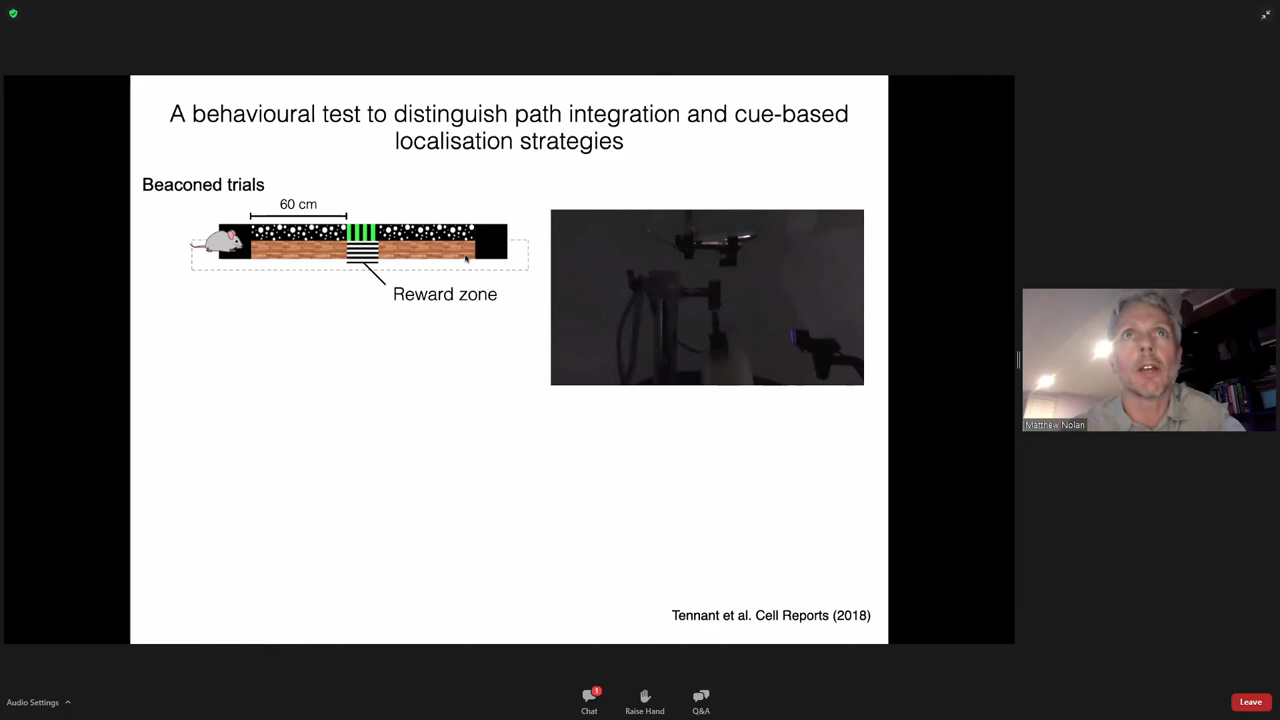 A behavioural test to distinguish path integration and cue-based
localisation strategies
Beaconed trials
60 cm
Reward zone
Matthew Nolan
Tennant et al. Cell Reports (2018)
Audio Settings
1
Chat
Raise Hand
Q&A
Leave